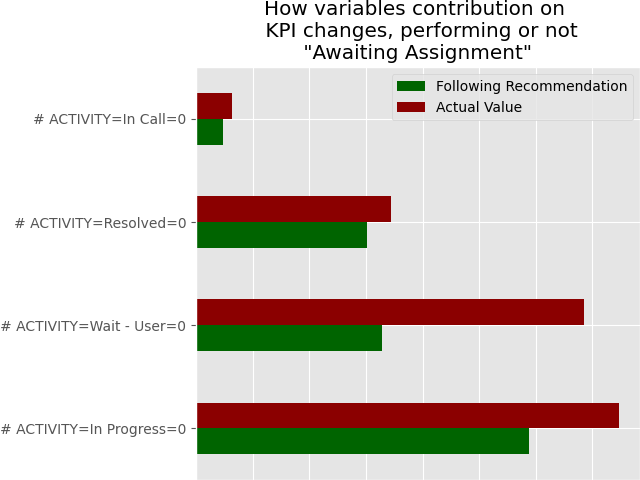 How variables contribution on
KPI changes, performing or not
"Awaiting Assignment"
Following Recommendation
Actual Value
# ACTIVITY=In Call=0
# ACTIVITY=Resolved=0
# ACTIVITY=Wait - User=0
# ACTIVITY=In Progress=0